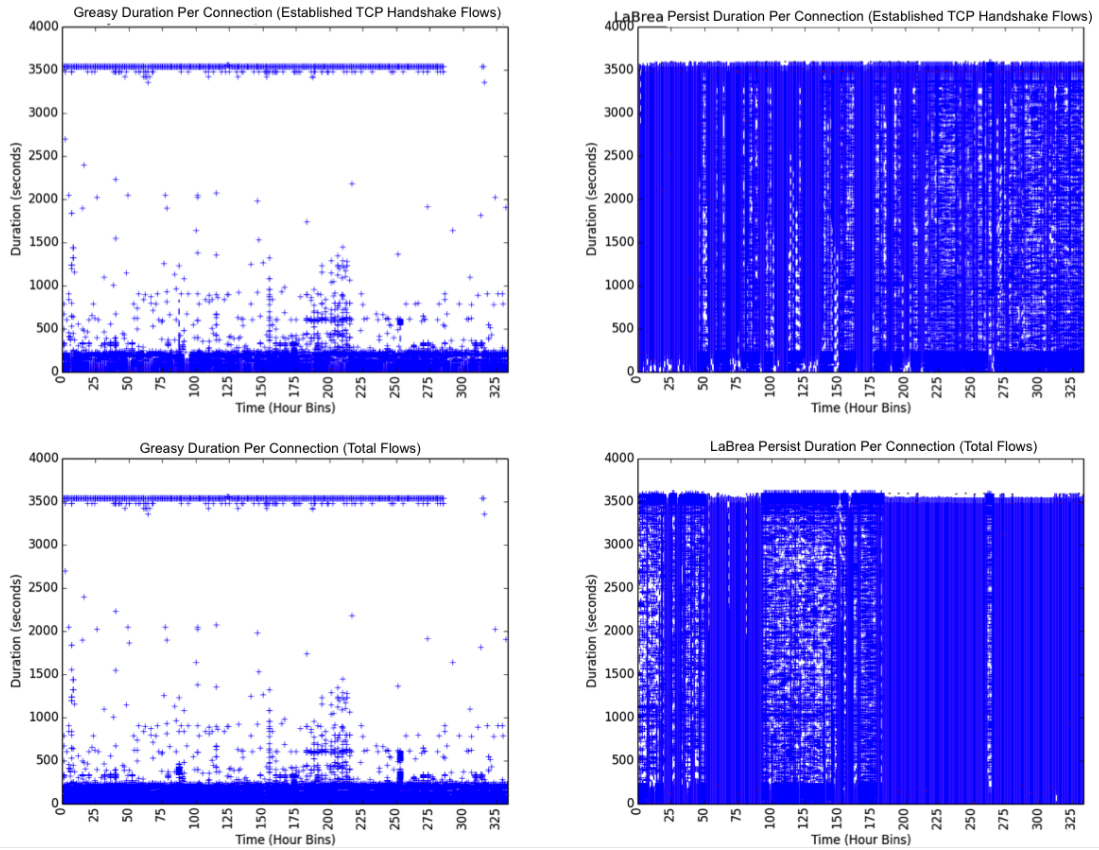 Greasy Duration Per Connection (Established TCP Handshake Flows)
4000
3500
3000
2500
2000
1500
1000
500
0
Duration (seconds)
0 25 50 75 100 125 150 175 200 225 250 275 300 325
Time (Hour Bins)
LaBrea Persist Duration Per Connection (Established TCP Handshake Flows)
4000
3500
3000
2500
2000
1500
1000
500
0
Duration (seconds)
0 25 50 75 100 125 150 175 200 225 250 275 300 325
Time (Hour Bins)
Greasy Duration Per Connection (Total Flows)
4000
3500
3000
2500
2000
1500
1000
500
0
Duration (seconds)
0 25 50 75 100 125 150 175 200 225 250 275 300 325
Time (Hour Bins)
LaBrea Persist Duration Per Connection (Total Flows)
4000
3500
3000
2500
2000
1500
1000
500
0
Duration (seconds)
0 25 50 75 100 125 150 175 200 225 250 275 300 325
Time (Hour Bins)